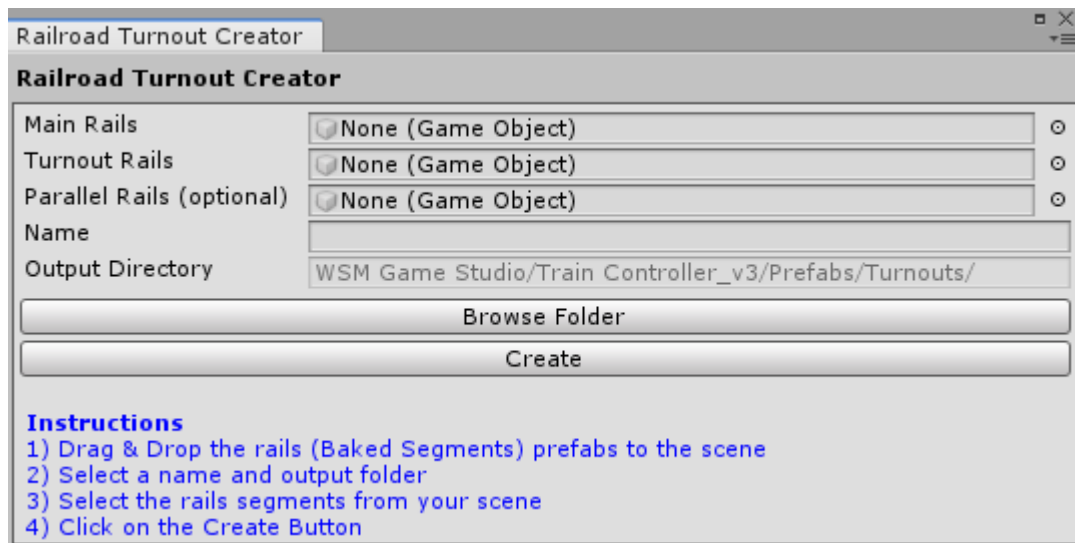 Railroad Turnout Creator
Railroad Turnout Creator
Main Rails None (Game Object)
Turnout Rails None (Game Object)
Parallel Rails (optional) None (Game Object)
Name
Output Directory WSM Game Studio/Train Controller_v3/Prefabs/Turnouts/
Browse Folder
Create
Instructions
1) Drag & Drop the rails (Baked Segments) prefabs to the scene
2) Select a name and output folder
3) Select the rails segments from your scene
4) Click on the Create Button